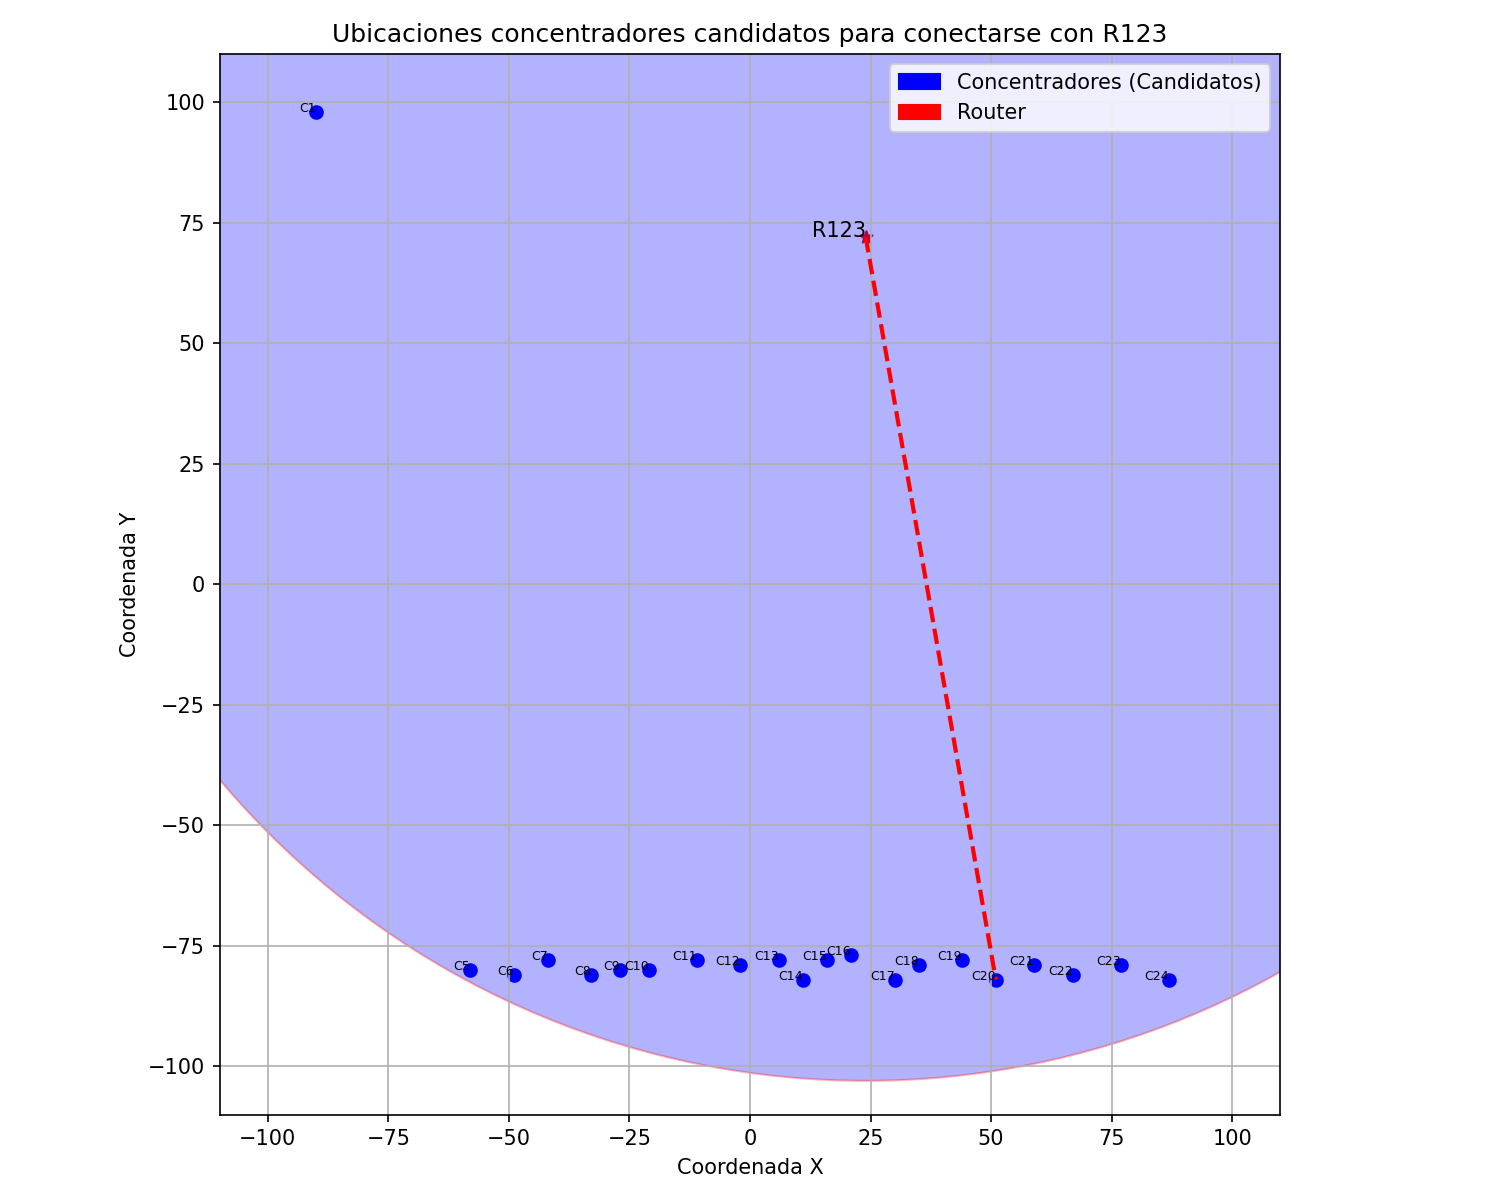 Ubicaciones concentradores candidatos para conectarse con R123
Concentradores (Candidatos)
Router
100
75
50
25
0
−25
−50
−75
−100
Coordenada Y
C1
R123
C5
C6
C7
C8
C9
C10
C11
C12
C13
C14
C15
C16
C17
C18
C19
C20
C21
C22
C23
C24
−100
−75
−50
−25
0
25
50
75
100
Coordenada X